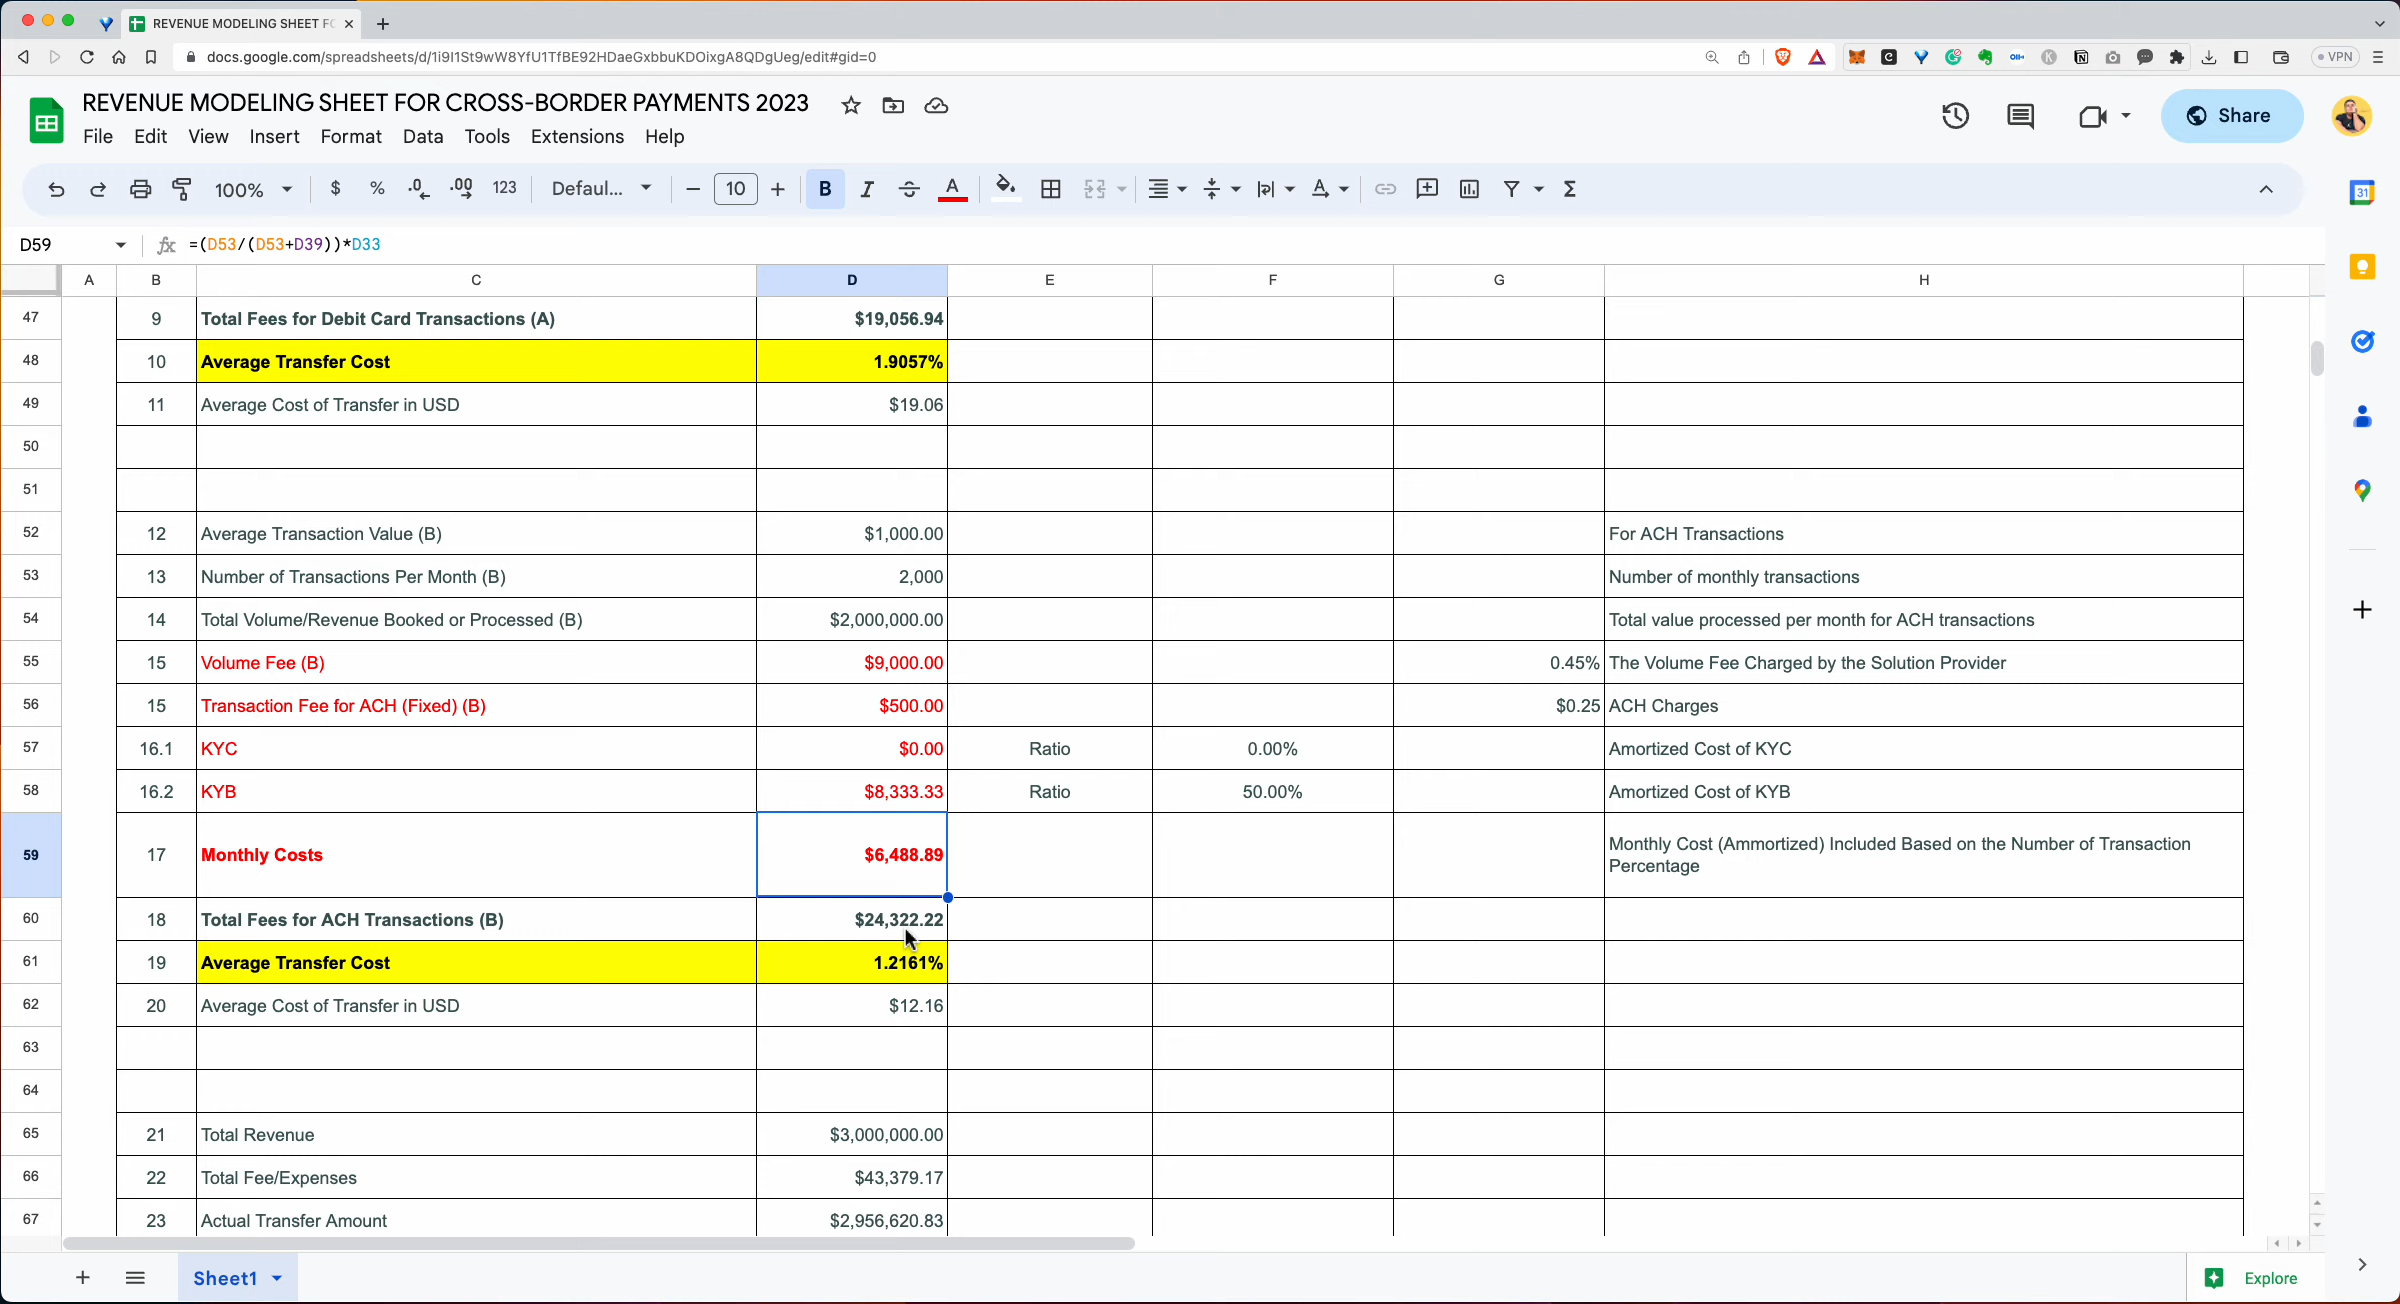 REVENUE MODELING SHEET FO
docs.google.com/spreadsheets/d/1i9I1St9wW8YfU1TfBE92HDaeGxbbuKDOixgA8QDgUeg/edit#gid=0
VPN
REVENUE MODELING SHEET FOR CROSS-BORDER PAYMENTS 2023
File Edit View Insert Format Data Tools Extensions Help
Share
100% $ % .0 .00 123 Defaul... 10 B I A
31
D59 fx =(D53/(D53+D39))*D33
A B C D E F G H
47 9 Total Fees for Debit Card Transactions (A) $19,056.94
48 10 Average Transfer Cost 1.9057%
49 11 Average Cost of Transfer in USD $19.06
50
51
52 12 Average Transaction Value (B) $1,000.00 For ACH Transactions
53 13 Number of Transactions Per Month (B) 2,000 Number of monthly transactions
54 14 Total Volume/Revenue Booked or Processed (B) $2,000,000.00 Total value processed per month for ACH transactions
55 15 Volume Fee (B) $9,000.00 0.45% The Volume Fee Charged by the Solution Provider
56 15 Transaction Fee for ACH (Fixed) (B) $500.00 $0.25 ACH Charges
57 16.1 KYC $0.00 Ratio 0.00% Amortized Cost of KYC
58 16.2 KYB $8,333.33 Ratio 50.00% Amortized Cost of KYB
59 17 Monthly Costs $6,488.89 Monthly Cost (Ammortized) Included Based on the Number of Transaction
Percentage
60 18 Total Fees for ACH Transactions (B) $24,322.22
61 19 Average Transfer Cost 1.2161%
62 20 Average Cost of Transfer in USD $12.16
63
64
65 21 Total Revenue $3,000,000.00
66 22 Total Fee/Expenses $43,379.17
67 23 Actual Transfer Amount $2,956,620.83
Sheet1
Explore